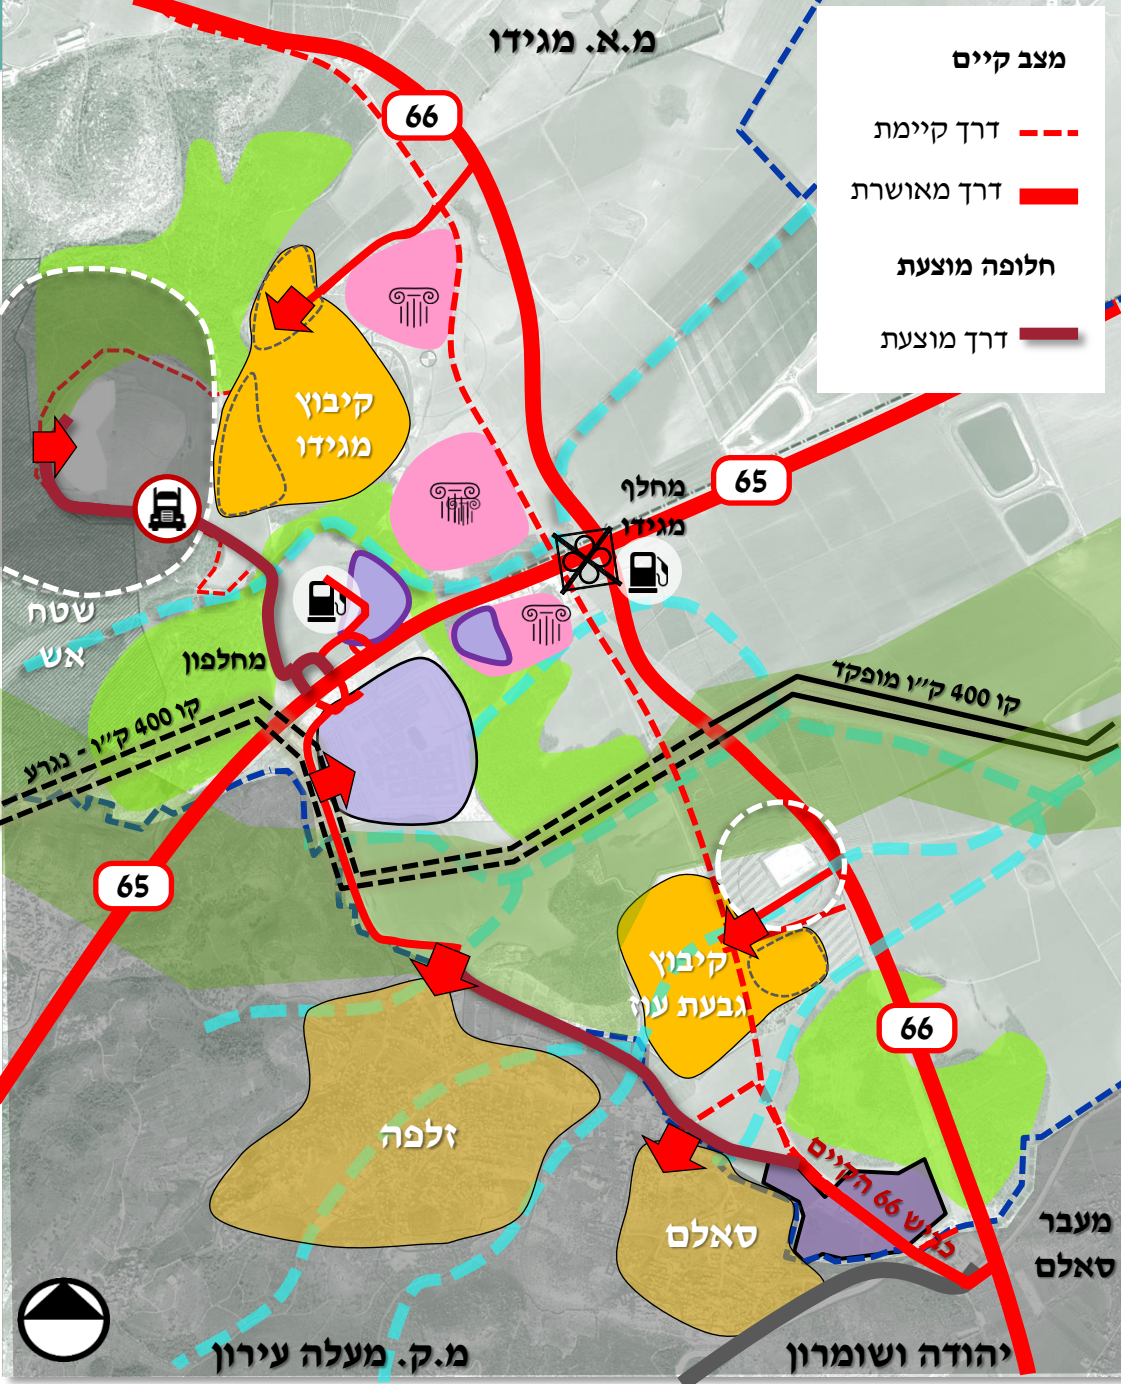 מ.א. מגידו
מצב קיים
דרך קיימת
דרך מאושרת
חלופה מוצעת
דרך מוצעת
66
קיבוץ
מגידו
65
מחלף
מגידו
שטח
אש
מחלפון
קו 400 ק״ו - נגרע
קו 400 ק״ו מופקד
65
קיבוץ
גבעת עוז
66
זלפה
סאלם
כביש 66 הקיים
מעבר
סאלם
מ.ק. מעלה עירון
יהודה ושומרון